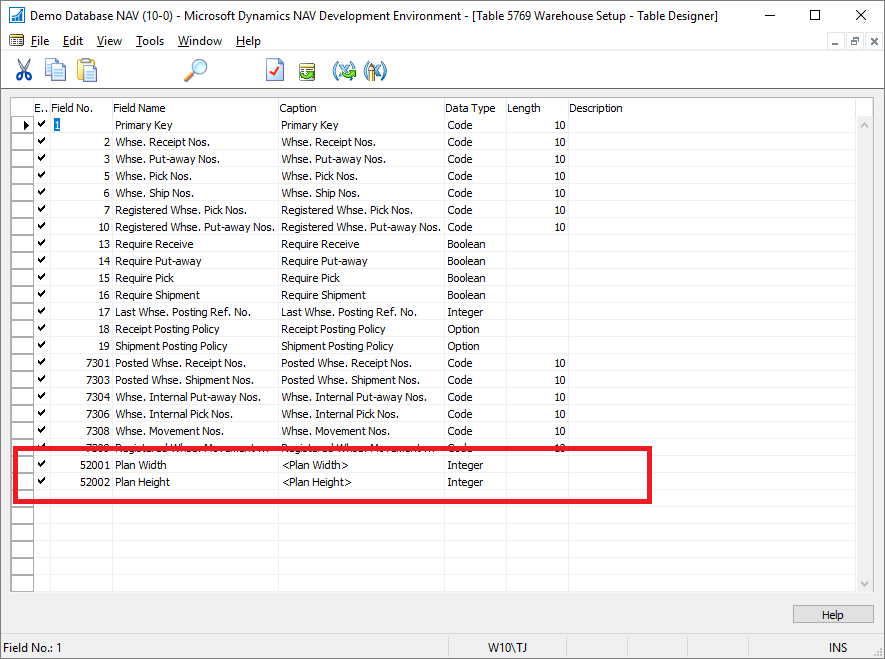 Demo Database NAV (10-0) - Microsoft Dynamics NAV Development Environment - [Table 5769 Warehouse Setup - Table Designer]
File Edit View Tools Window Help
E.. Field No. Field Name Caption Data Type Length Description
1 Primary Key Primary Key Code 10
2 Whse. Receipt Nos. Whse. Receipt Nos. Code 10
3 Whse. Put-away Nos. Whse. Put-away Nos. Code 10
5 Whse. Pick Nos. Whse. Pick Nos. Code 10
6 Whse. Ship Nos. Whse. Ship Nos. Code 10
7 Registered Whse. Pick Nos. Registered Whse. Pick Nos. Code 10
10 Registered Whse. Put-away Nos. Registered Whse. Put-away Nos. Code 10
13 Require Receive Require Receive Boolean
14 Require Put-away Require Put-away Boolean
15 Require Pick Require Pick Boolean
16 Require Shipment Require Shipment Boolean
17 Last Whse. Posting Ref. No. Last Whse. Posting Ref. No. Integer
18 Receipt Posting Policy Receipt Posting Policy Option
19 Shipment Posting Policy Shipment Posting Policy Option
7301 Posted Whse. Receipt Nos. Posted Whse. Receipt Nos. Code 10
7303 Posted Whse. Shipment Nos. Posted Whse. Shipment Nos. Code 10
7304 Whse. Internal Put-away Nos. Whse. Internal Put-away Nos. Code 10
7306 Whse. Internal Pick Nos. Whse. Internal Pick Nos. Code 10
7308 Whse. Movement Nos. Whse. Movement Nos. Code 10
Registered Whse. Movement ... Registered Whse. Movement ... Code 10
52001 Plan Width <Plan Width> Integer
52002 Plan Height <Plan Height> Integer
Help
Field No.: 1 W10\TJ INS